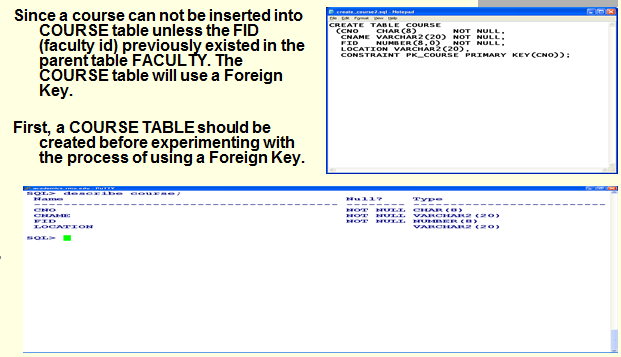 Since a course can not be inserted into
COURSE table unless the FID
(faculty id) previously existed in the
parent table FACULTY. The
COURSE table will use a Foreign
Key.
First, a COURSE TABLE should be
created before experimenting with
the process of using a Foreign Key.
create_course2.sql - Notepad
File Edit Format View Help
CREATE TABLE COURSE
(CNO CHAR(8) NOT NULL,
CNAME VARCHAR2(20) NOT NULL,
FID NUMBER(8,0) NOT NULL,
LOCATION VARCHAR2(20),
CONSTRAINT PK_COURSE PRIMARY KEY(CNO));
PuTTY
SQL> describe course;
Name Null? Type
CNO NOT NULL CHAR(8)
CNAME NOT NULL VARCHAR2(20)
FID NOT NULL NUMBER(8)
LOCATION VARCHAR2(20)
SQL>